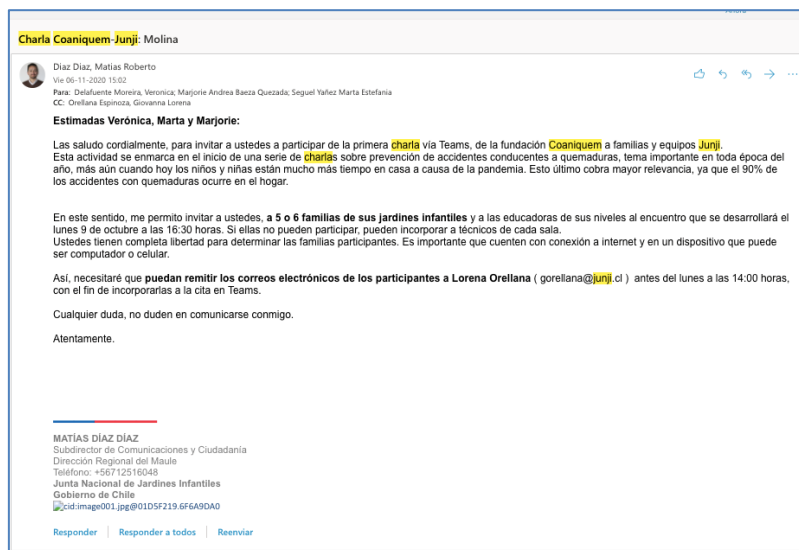 Charla Coaniquem-Junji: Molina
Diaz Diaz, Matias Roberto
Vie 06-11-2020 15:02
Para: Delafuente Moreira, Veronica; Marjorie Andrea Baeza Quezada; Seguel Yañez Marta Estefania
CC: Orellana Espinoza, Giovanna Lorena
Estimadas Verónica, Marta y Marjorie:
Las saludo cordialmente, para invitar a ustedes a participar de la primera charla vía Teams, de la fundación Coaniquem a familias y equipos Junji.
Esta actividad se enmarca en el inicio de una serie de charlas sobre prevención de accidentes conducentes a quemaduras, tema importante en toda época del
año, más aún cuando hoy los niños y niñas están mucho más tiempo en casa a causa de la pandemia. Esto último cobra mayor relevancia, ya que el 90% de
los accidentes con quemaduras ocurre en el hogar.
En este sentido, me permito invitar a ustedes, a 5 o 6 familias de sus jardines infantiles y a las educadoras de sus niveles al encuentro que se desarrollará el
lunes 9 de octubre a las 16:30 horas. Si ellas no pueden participar, pueden incorporar a técnicos de cada sala.
Ustedes tienen completa libertad para determinar las familias participantes. Es importante que cuenten con conexión a internet y en un dispositivo que puede
ser computador o celular.
Así, necesitaré que puedan remitir los correos electrónicos de los participantes a Lorena Orellana ( gorellana@junji.cl ) antes del lunes a las 14:00 horas,
con el fin de incorporarlas a la cita en Teams.
Cualquier duda, no duden en comunicarse conmigo.
Atentamente.
MATÍAS DÍAZ DÍAZ
Subdirector de Comunicaciones y Ciudadanía
Dirección Regional del Maule
Teléfono: +56712516048
Junta Nacional de Jardines Infantiles
Gobierno de Chile
cid:image001.jpg@01D5F219.6F6A9DA0
Responder Responder a todos Reenviar